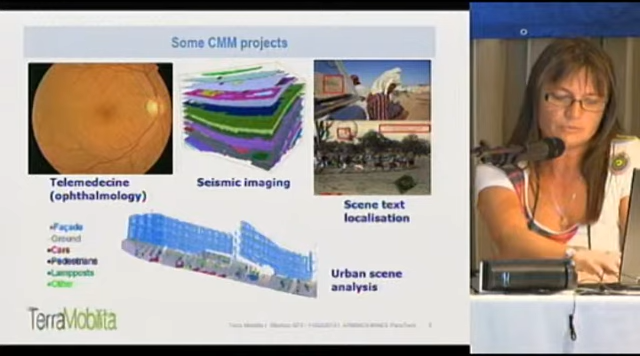 Some CMM projects
Telemedecine
(ophthalmology)
Seismic imaging
Scene text
localisation
•Façade
•Ground
•Cars
•Pedestrians
•Lampposts
•Other
Urban scene
analysis
TerraMobilita